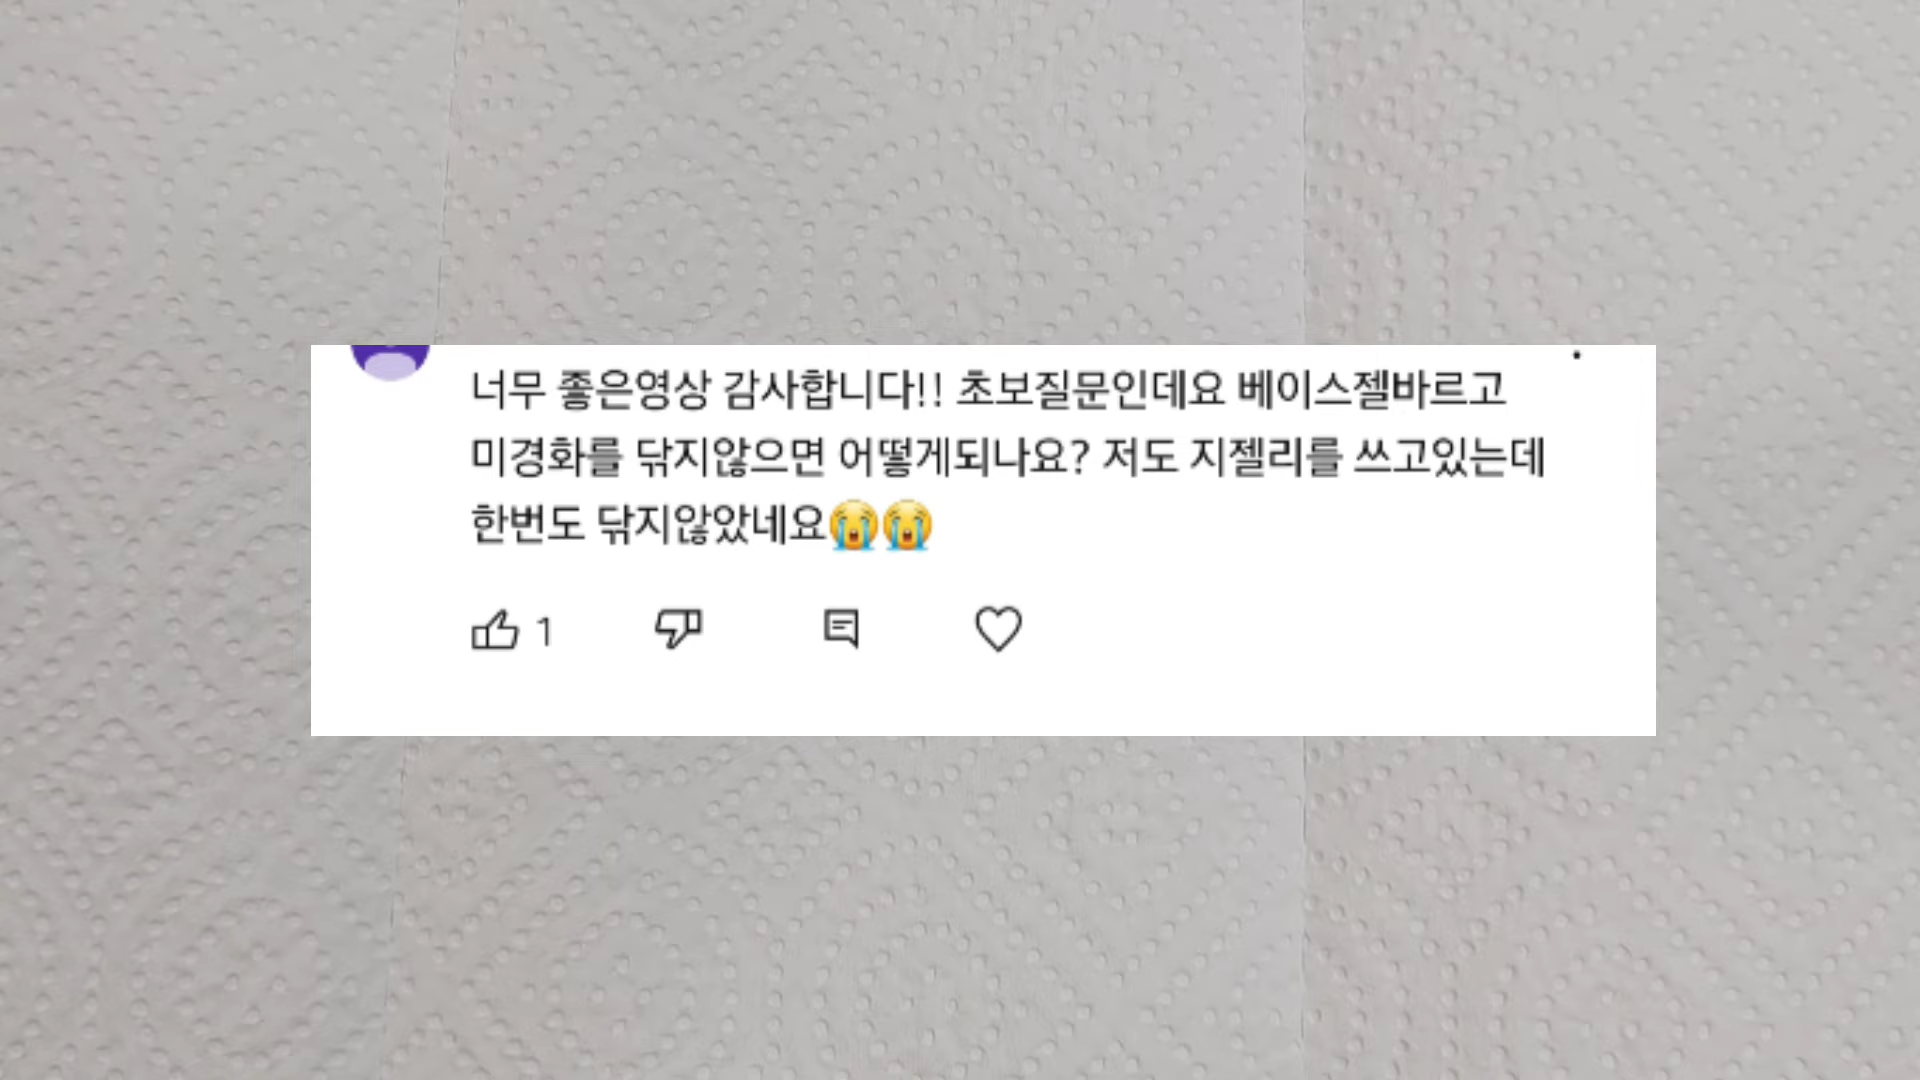 너무 좋은영상 감사합니다!! 초보질문인데요 베이스젤바르고
미경화를 닦지않으면 어떻게되나요? 저도 지젤리를 쓰고있는데
한번도 닦지않았네요😭😭
1